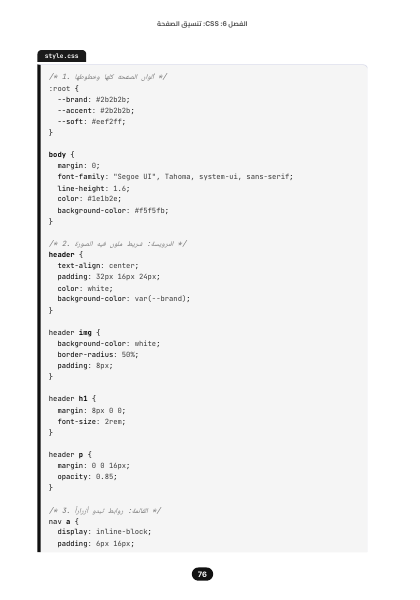 الفصل 6: CSS: تنسيق الصفحة
style.css
/* 1. ألوان الصفحة كلها وخطوطها */
:root {
--brand: #2b2b2b;
--accent: #2b2b2b;
--soft: #eef2ff;
}
body {
margin: 0;
font-family: "Segoe UI", Tahoma, system-ui, sans-serif;
line-height: 1.6;
color: #1e1b2e;
background-color: #f5f5fb;
}
/* 2. الترويسة: شريط ملون فيه الصورة */
header {
text-align: center;
padding: 32px 16px 24px;
color: white;
background-color: var(--brand);
}
header img {
background-color: white;
border-radius: 50%;
padding: 8px;
}
header h1 {
margin: 8px 0 0;
font-size: 2rem;
}
header p {
margin: 0 0 16px;
opacity: 0.85;
}
/* 3. القائمة: روابط تبدو أزراراً */
nav a {
display: inline-block;
padding: 6px 16px;
76